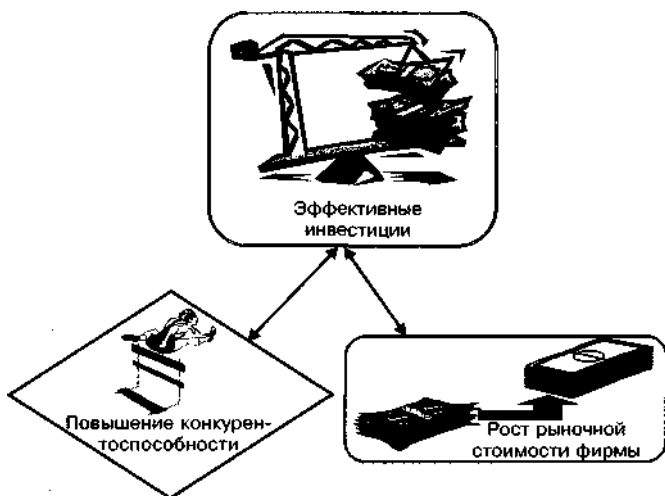 Эффективные
инвестиции
Повышение конкурен-
тоспособности
Рост рыночной
стоимости фирмы